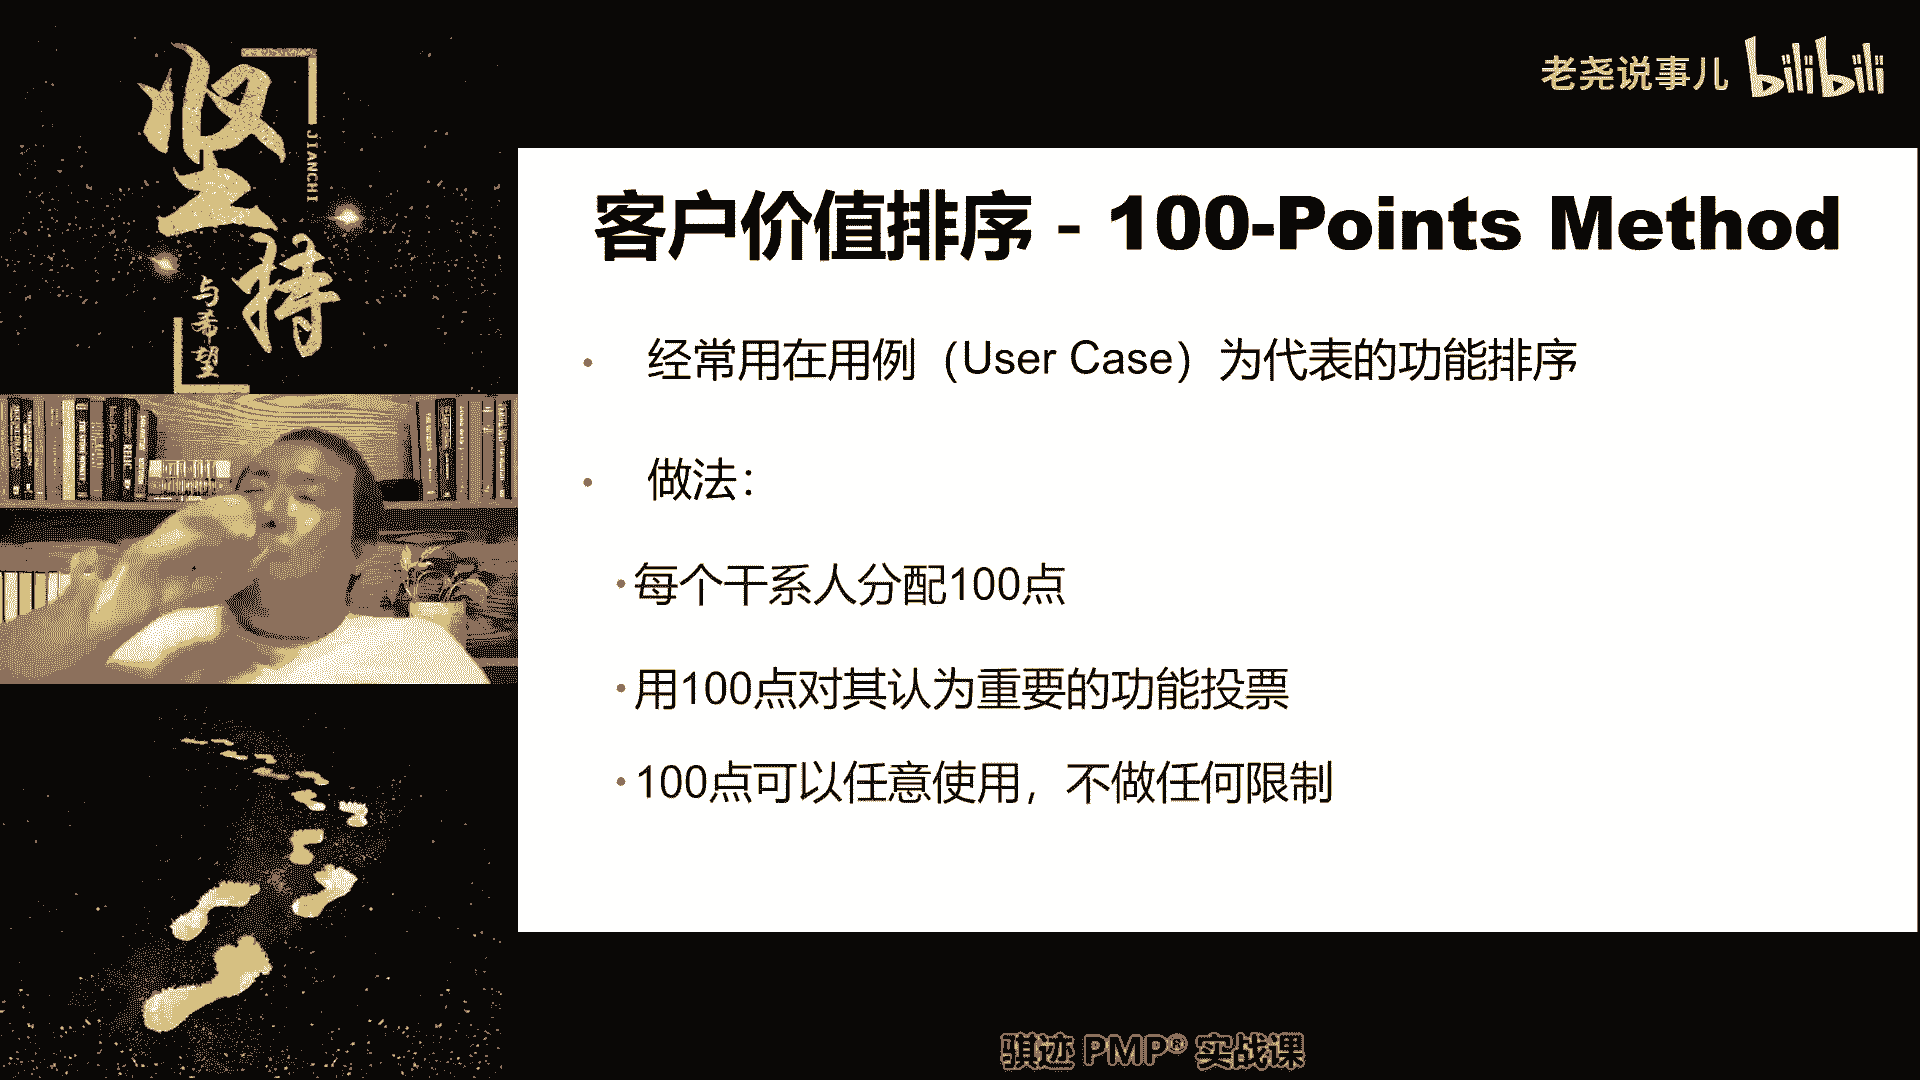 坚持
JIANCHI
与希望
老尧说事儿 bilibili
客户价值排序 - 100-Points Method
• 经常用在用例（User Case）为代表的功能排序
• 做法：
• 每个干系人分配100点
• 用100点对其认为重要的功能投票
• 100点可以任意使用，不做任何限制
骐迹 PMP® 实战课